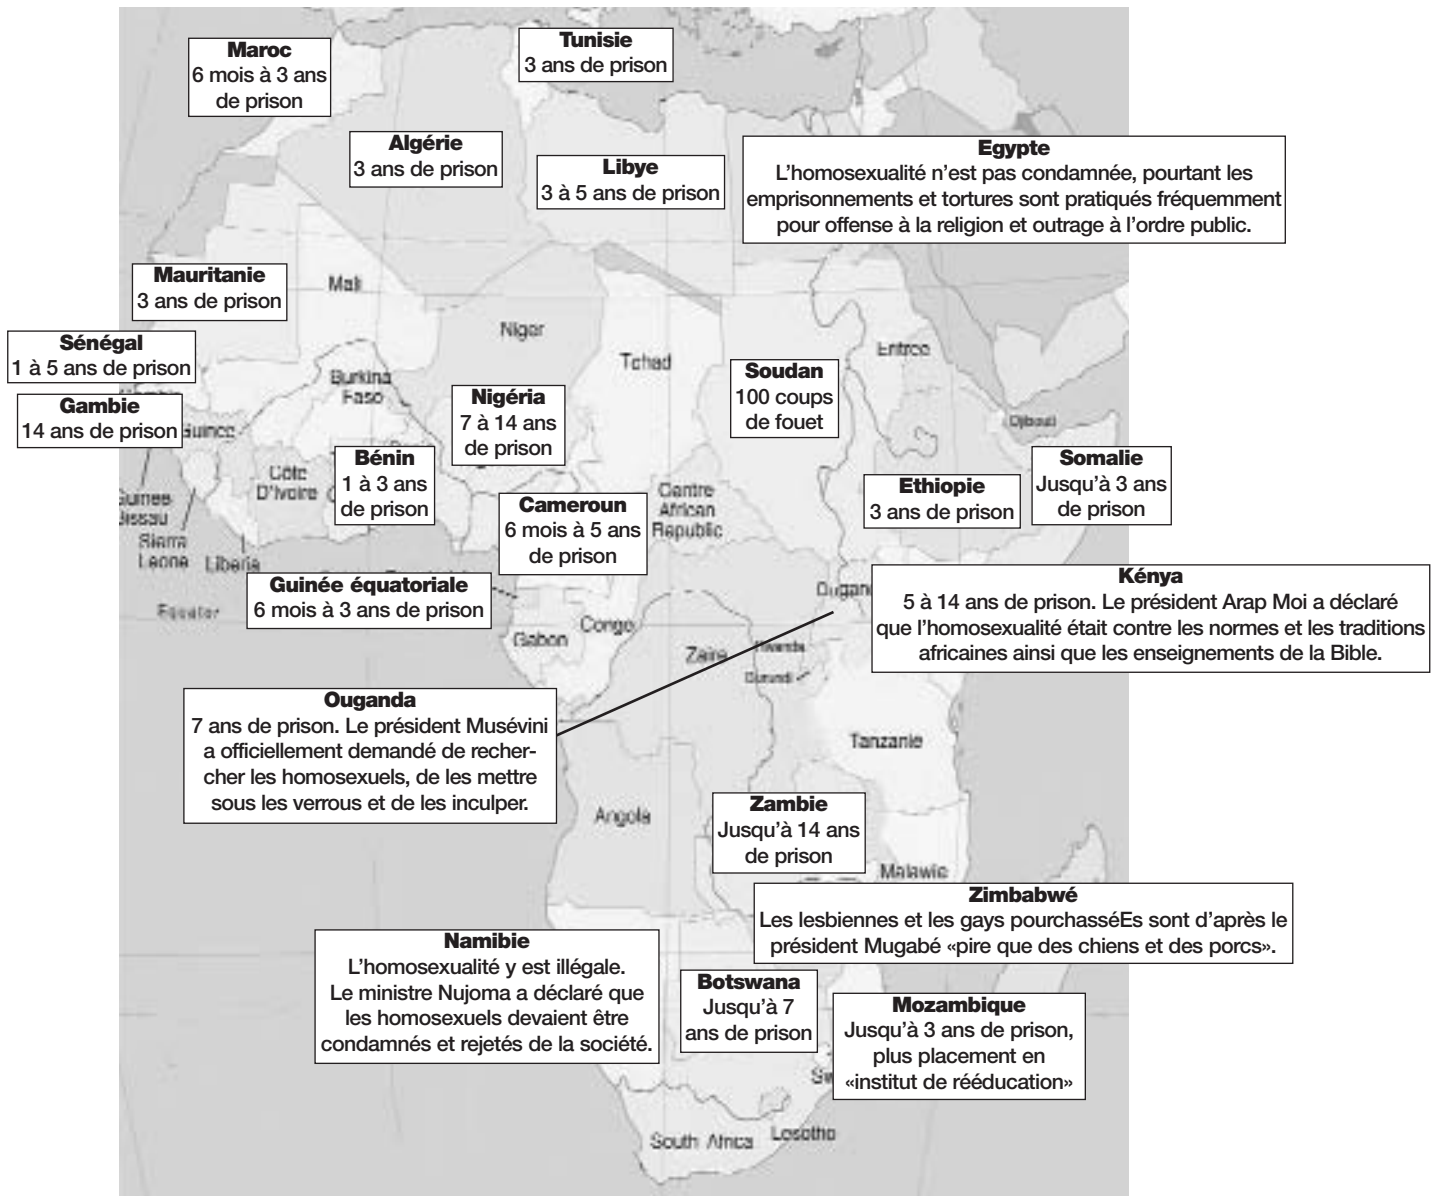 Maroc
6 mois à 3 ans
de prison
Tunisie
3 ans de prison
Algérie
3 ans de prison
Libye
3 à 5 ans de prison
Egypte
L'homosexualité n'est pas condamnée, pourtant les
emprisonnements et tortures sont pratiqués fréquemment
pour offense à la religion et outrage à l'ordre public.
Mauritanie
3 ans de prison
Mali
Niger
Tchad
Sénégal
1 à 5 ans de prison
Gambie
14 ans de prison
Guinee
Burkina
Faso
Nigéria
7 à 14 ans
de prison
Soudan
100 coups
de fouet
Djibouti
Côte
D'Ivoire
Bénin
1 à 3 ans
de prison
Cameroun
6 mois à 5 ans
de prison
Centre
African
Republic
Ethiopie
3 ans de prison
Somalie
Jusqu'à 3 ans
de prison
Guinee
Bissau
Sierra
Leone
Liberia
Equator
Guinée équatoriale
6 mois à 3 ans de prison
Gabon
Congo
Zaire
Rwanda
Burundi
Kénya
5 à 14 ans de prison. Le président Arap Moi a déclaré
que l'homosexualité était contre les normes et les traditions
africaines ainsi que les enseignements de la Bible.
Ouganda
7 ans de prison. Le président Musévini
a officiellement demandé de recher-
cher les homosexuels, de les mettre
sous les verrous et de les inculper.
Tanzanie
Angola
Zambie
Jusqu'à 14 ans
de prison
Malawie
Zimbabwé
Les lesbiennes et les gays pourchasséEs sont d'après le
président Mugabé «pire que des chiens et des porcs».
Namibie
L'homosexualité y est illégale.
Le ministre Nujoma a déclaré que
les homosexuels devaient être
condamnés et rejetés de la société.
Botswana
Jusqu'à 7
ans de prison
Mozambique
Jusqu'à 3 ans de prison,
plus placement en
«institut de rééducation»
South Africa
Losotho